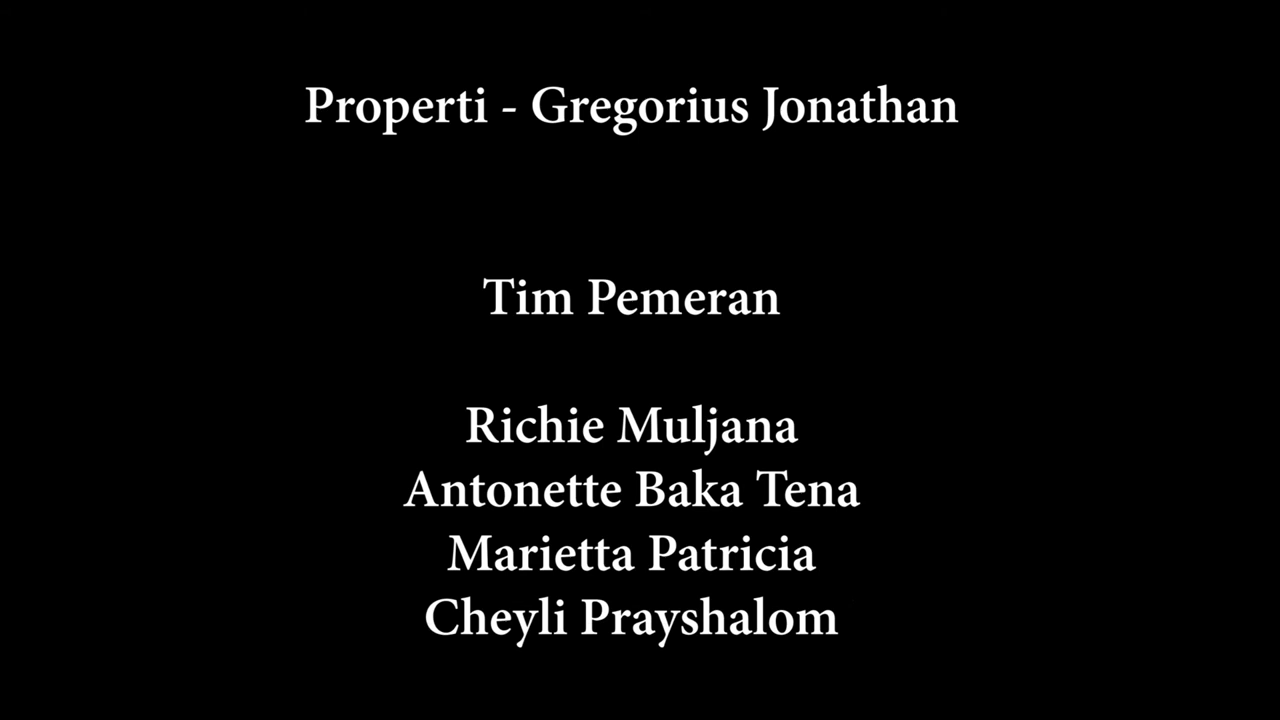 Properti - Gregorius Jonathan
Tim Pemeran
Richie Muljana
Antonette Baka Tena
Marietta Patricia
Cheyli Prayshalom